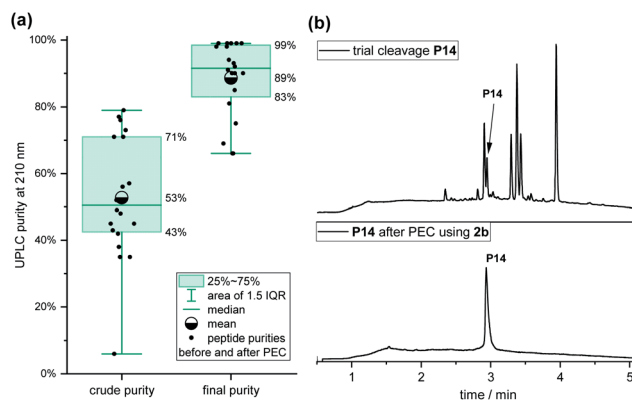 (a)
100%
80%
60%
40%
20%
0%
UPLC purity at 210 nm
71%
53%
43%
99%
89%
83%
25%~75%
area of 1.5 IQR
median
mean
peptide purities
before and after PEC
crude purity
final purity
(b)
trial cleavage P14
P14
P14 after PEC using 2b
P14
1
2
3
4
5
time / min